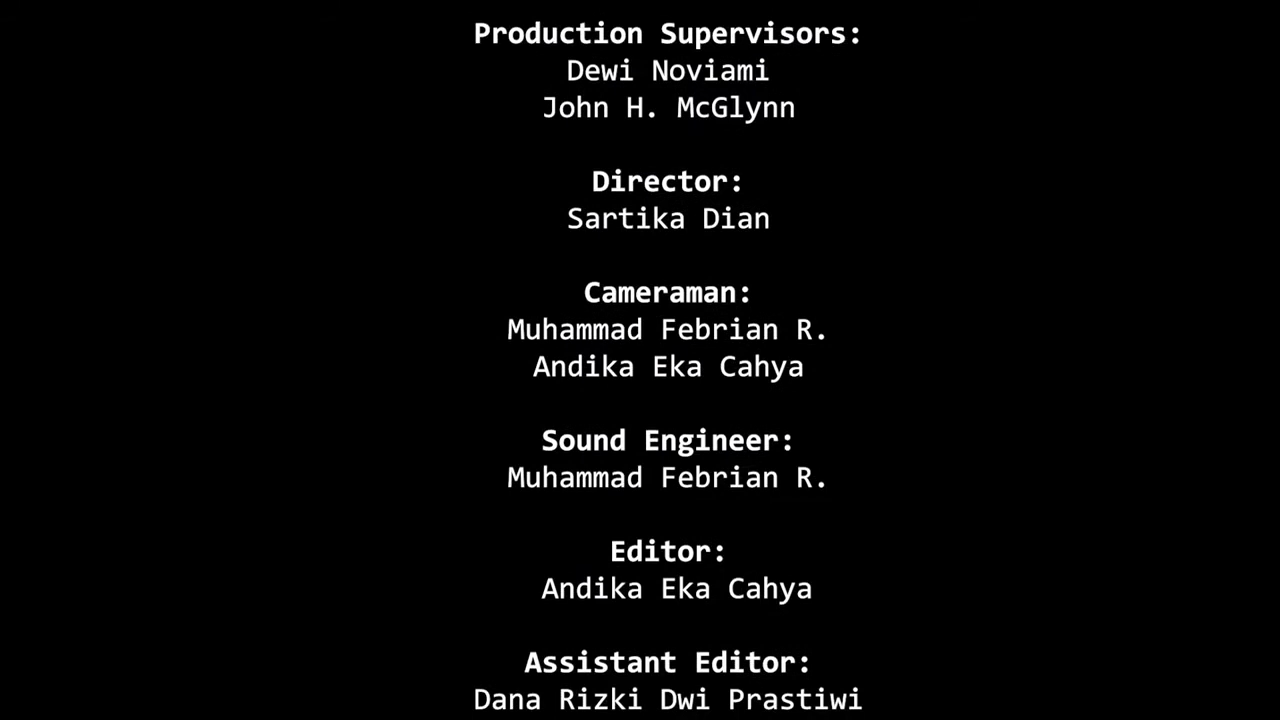 Production Supervisors:
Dewi Noviami
John H. McGlynn
Director:
Sartika Dian
Cameraman:
Muhammad Febrian R.
Andika Eka Cahya
Sound Engineer:
Muhammad Febrian R.
Editor:
Andika Eka Cahya
Assistant Editor:
Dana Rizki Dwi Prastiwi